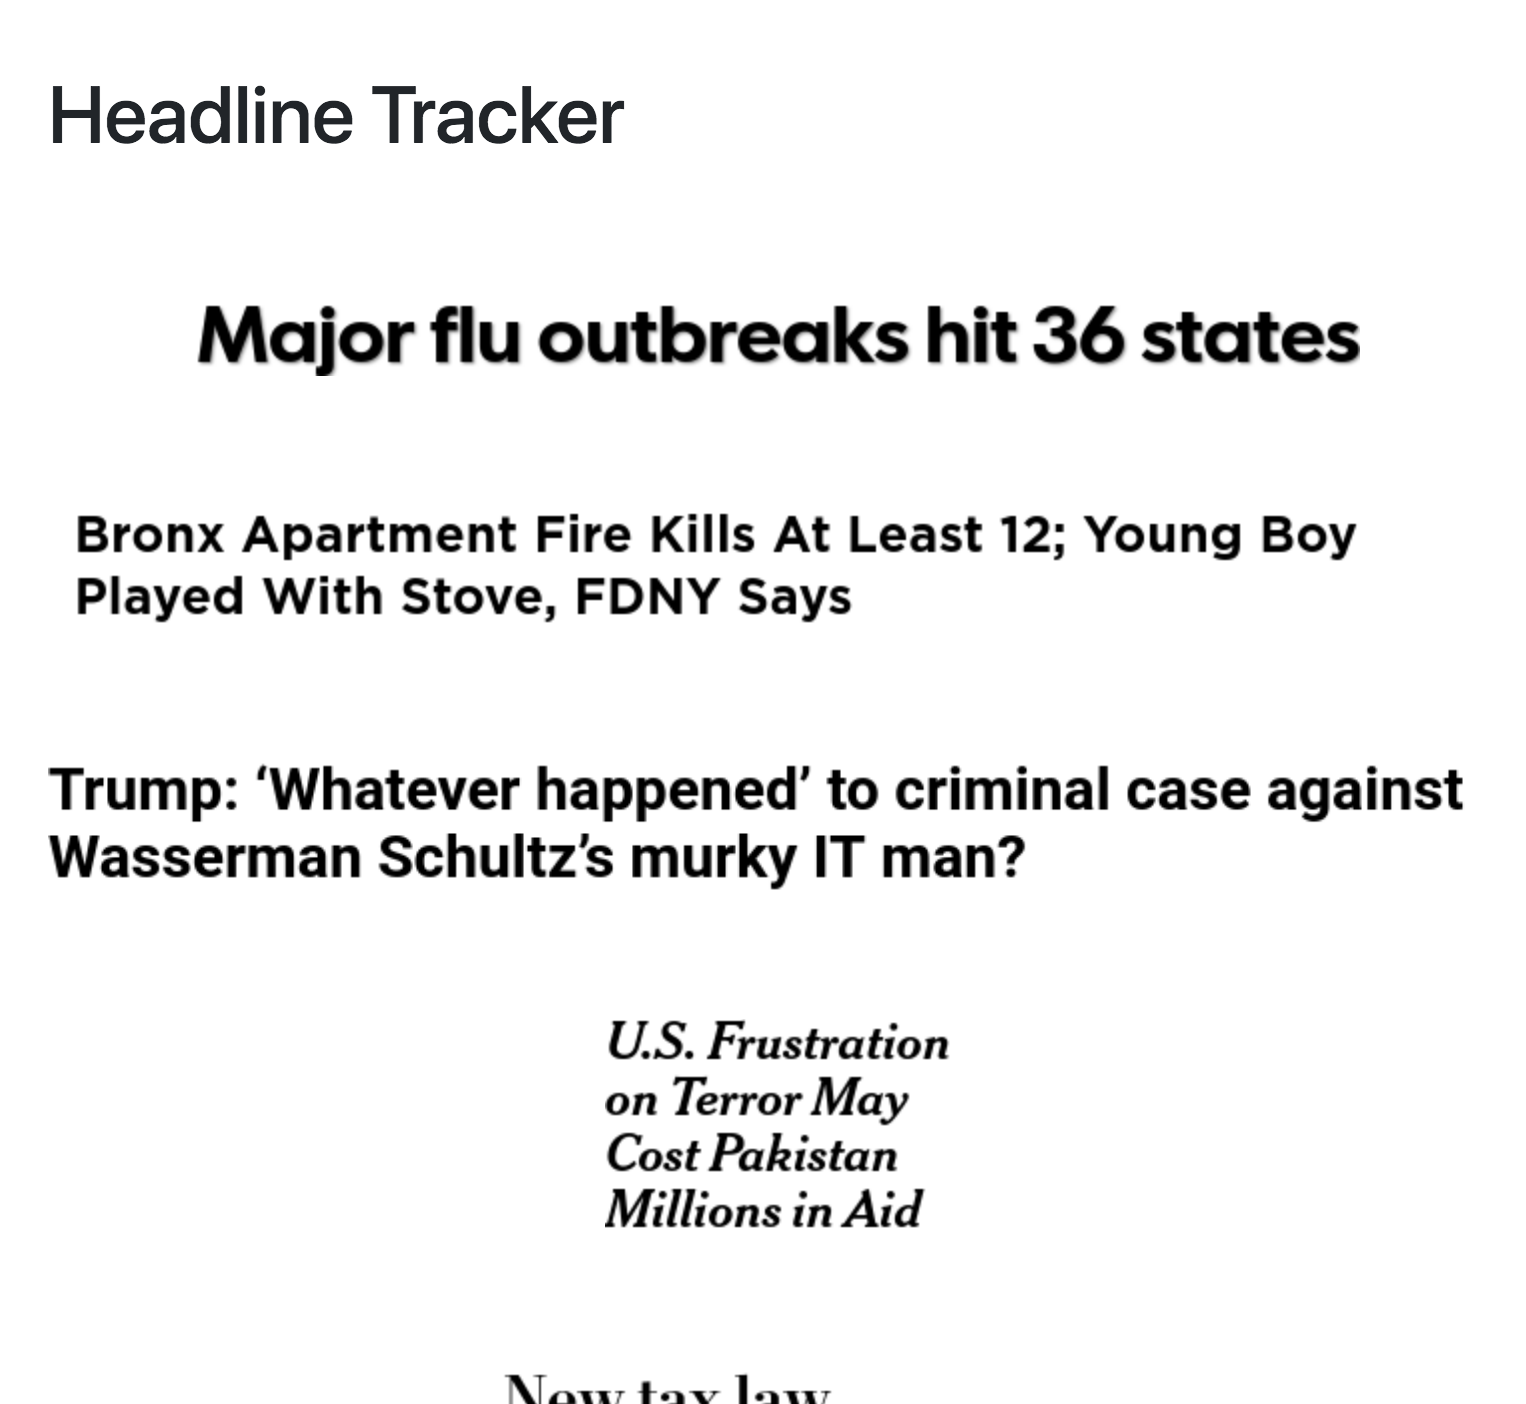 Headline Tracker
Major flu outbreaks hit 36 states
Bronx Apartment Fire Kills At Least 12; Young Boy
Played With Stove, FDNY Says
Trump: ‘Whatever happened’ to criminal case against
Wasserman Schultz’s murky IT man?
U.S. Frustration
on Terror May
Cost Pakistan
Millions in Aid
New tax law